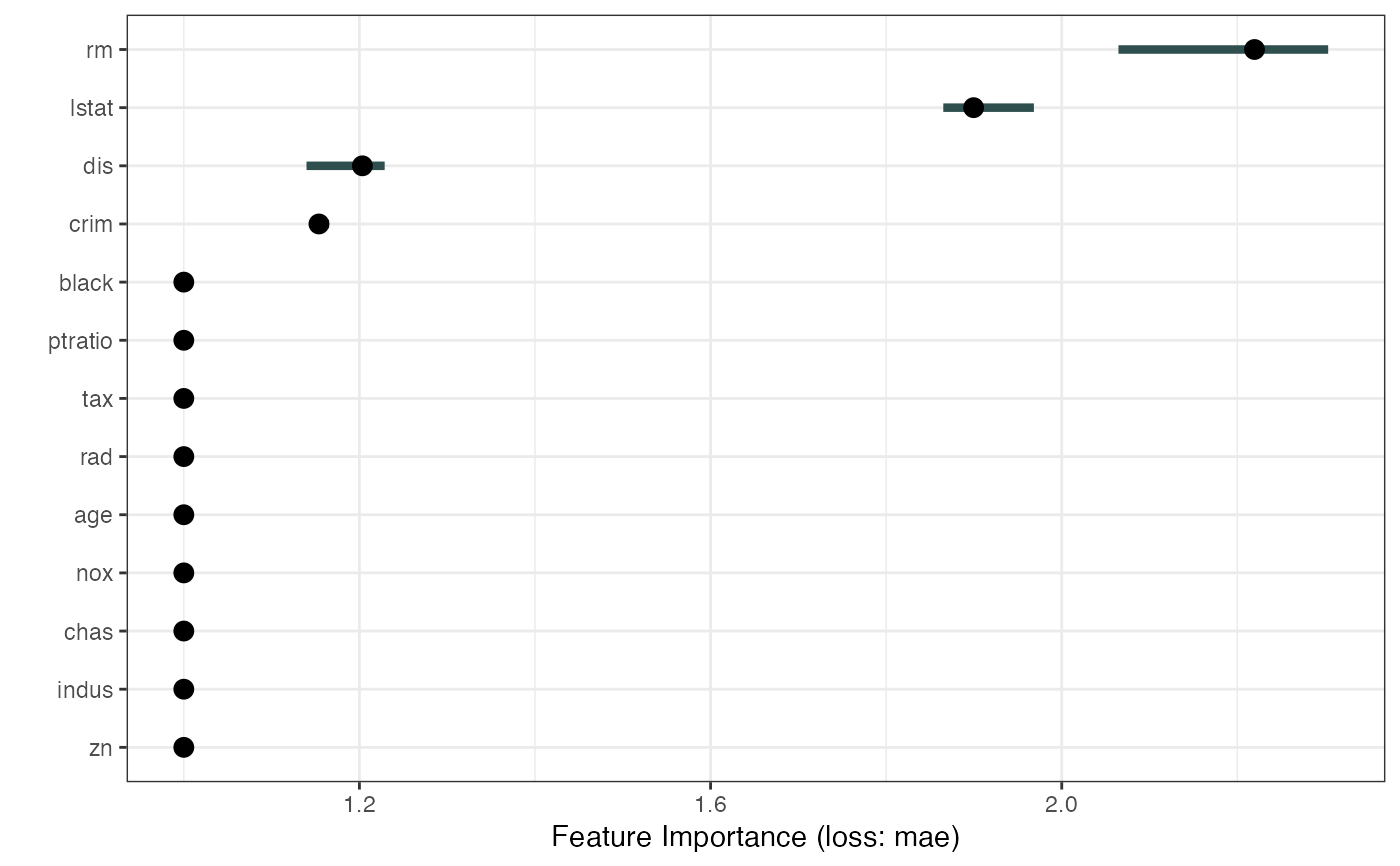 rm
lstat
dis
crim
black
ptratio
tax
rad
age
nox
chas
indus
zn
1.2 1.6 2.0
Feature Importance (loss: mae)